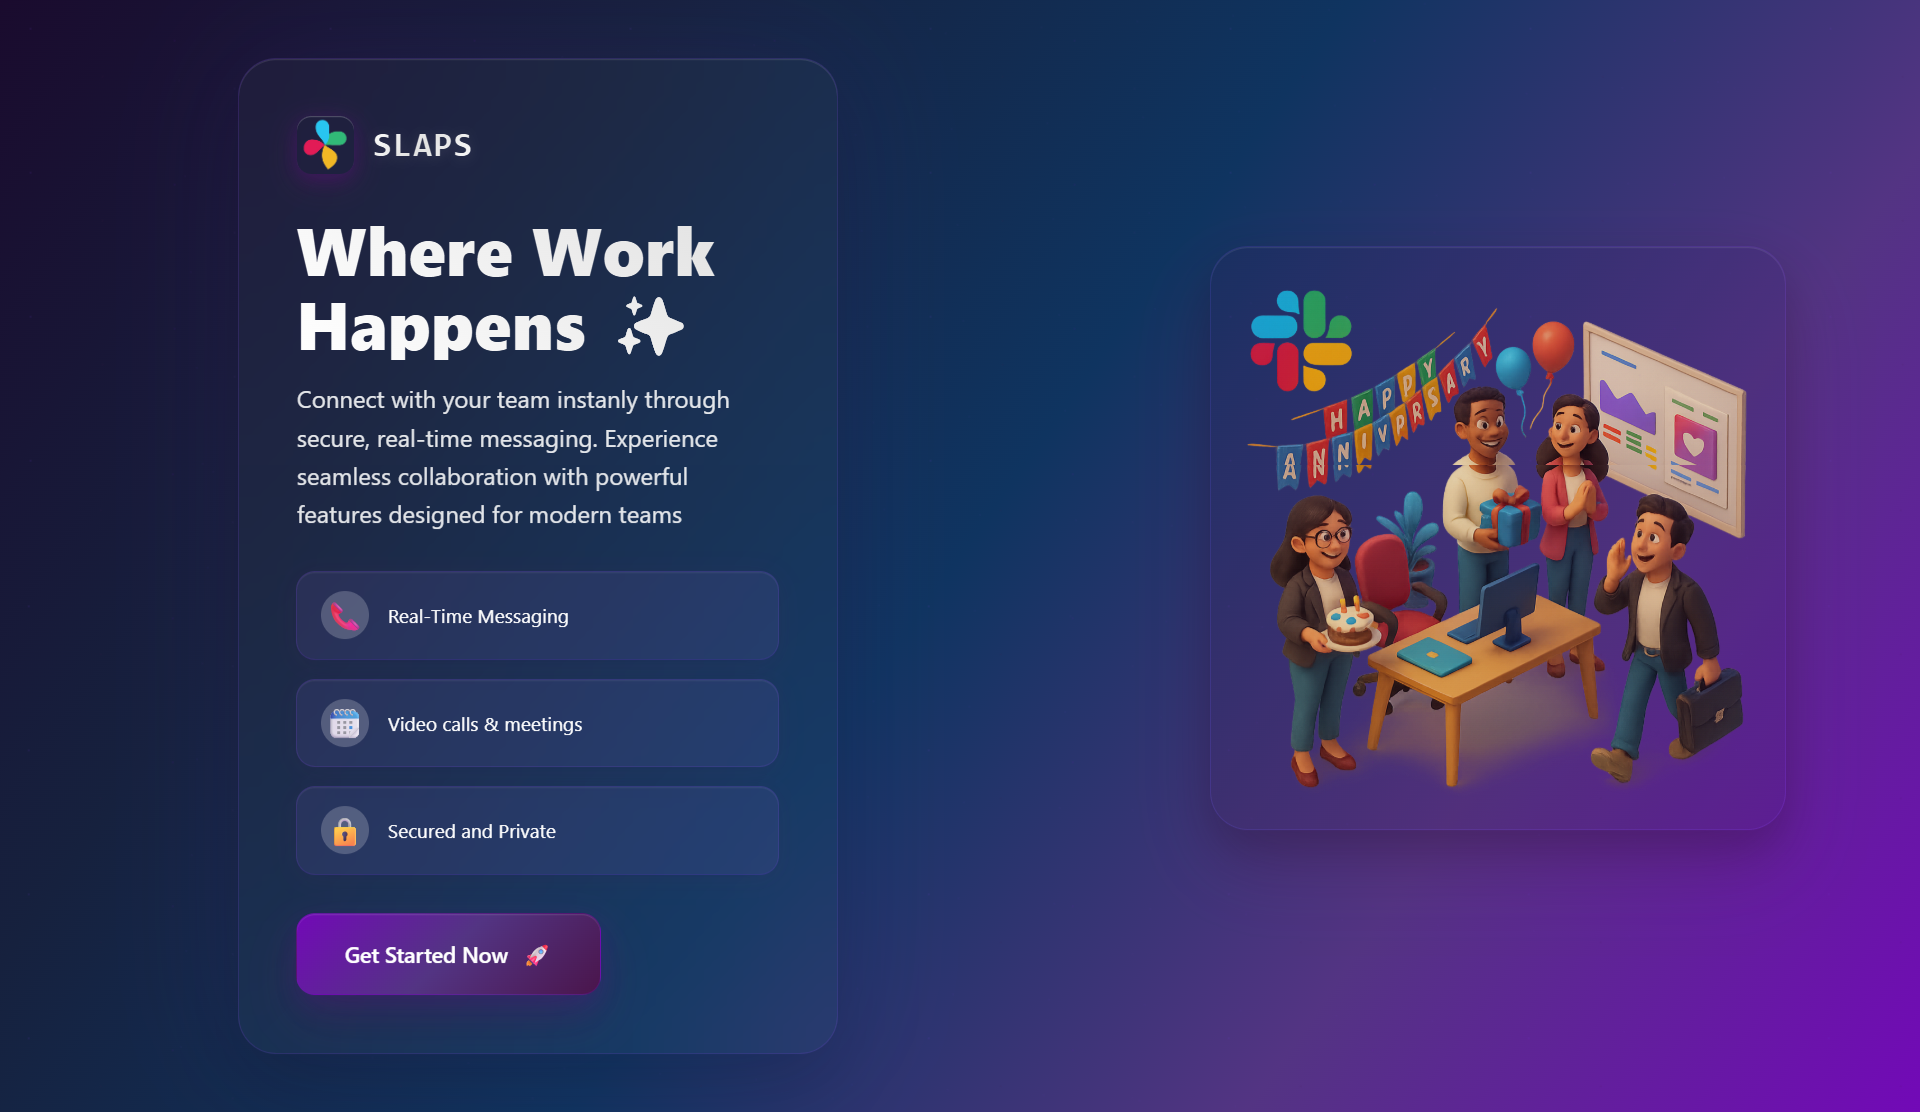 SLAPS
Where Work
Happens ✨
Connect with your team instanly through
secure, real-time messaging. Experience
seamless collaboration with powerful
features designed for modern teams
Real-Time Messaging
Video calls & meetings
Secured and Private
Get Started Now 🚀
HAPPY
ANNIVPRSARY